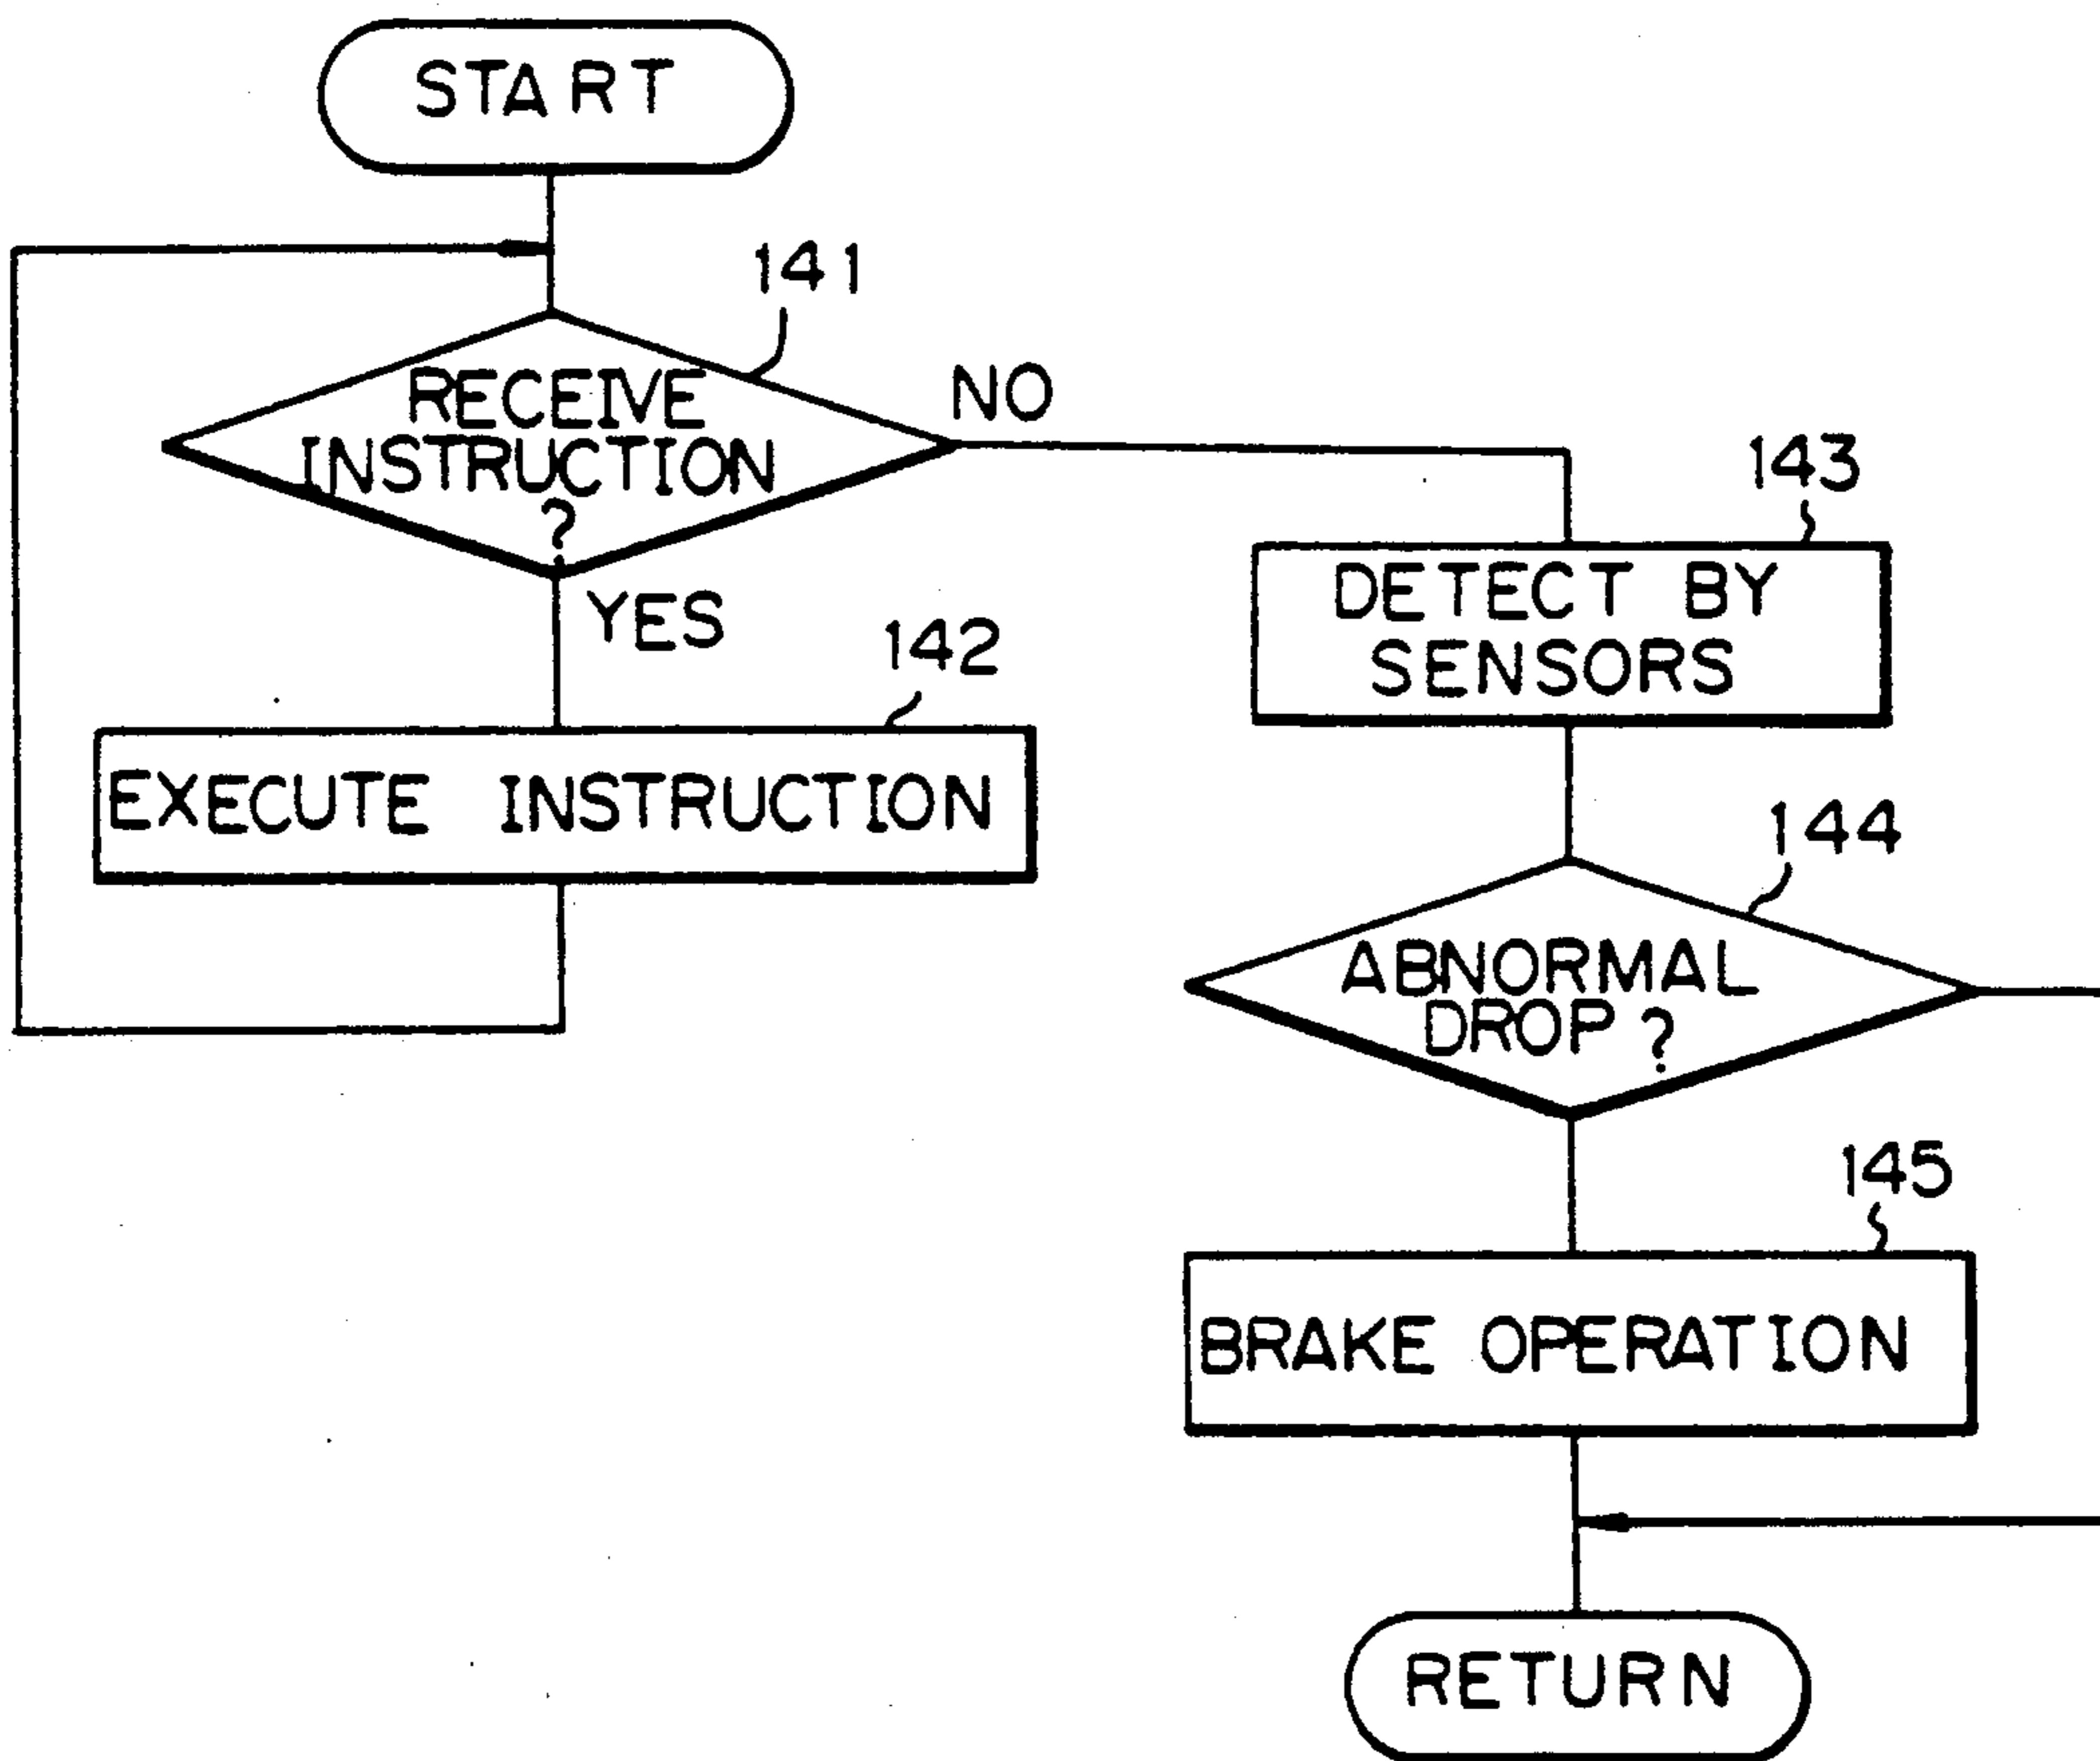 START
141
RECEIVE
INSTRUCTION
?
NO
YES
142
EXECUTE INSTRUCTION
143
DETECT BY
SENSORS
144
ABNORMAL
DROP ?
145
BRAKE OPERATION
RETURN